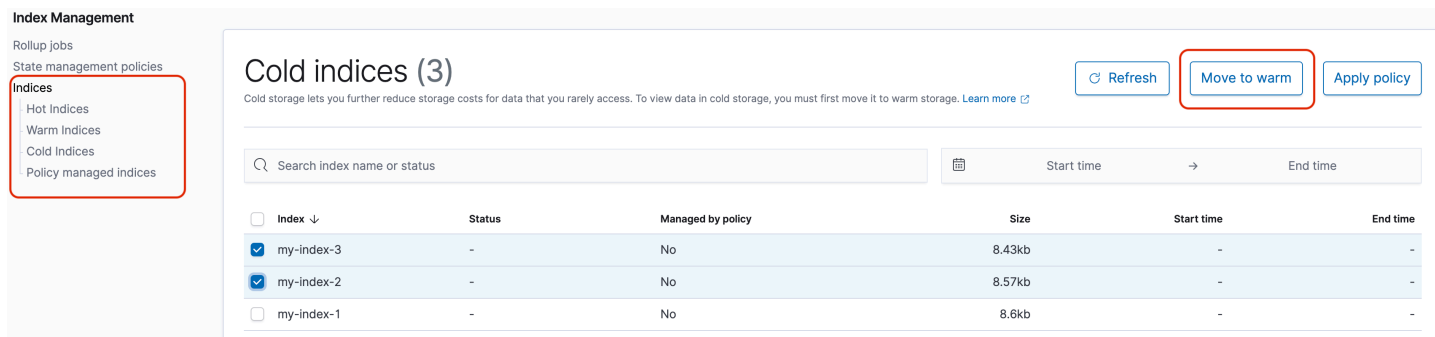 Index Management
Rollup jobs
State management policies
Indices
Hot Indices
Warm Indices
Cold Indices
Policy managed indices
Cold indices (3)
Refresh
Move to warm
Apply policy
Cold storage lets you further reduce storage costs for data that you rarely access. To view data in cold storage, you must first move it to warm storage. Learn more
Search index name or status
Start time → End time
Index ↓ Status Managed by policy Size Start time End time
my-index-3 - No 8.43kb - -
my-index-2 - No 8.57kb - -
my-index-1 - No 8.6kb - -